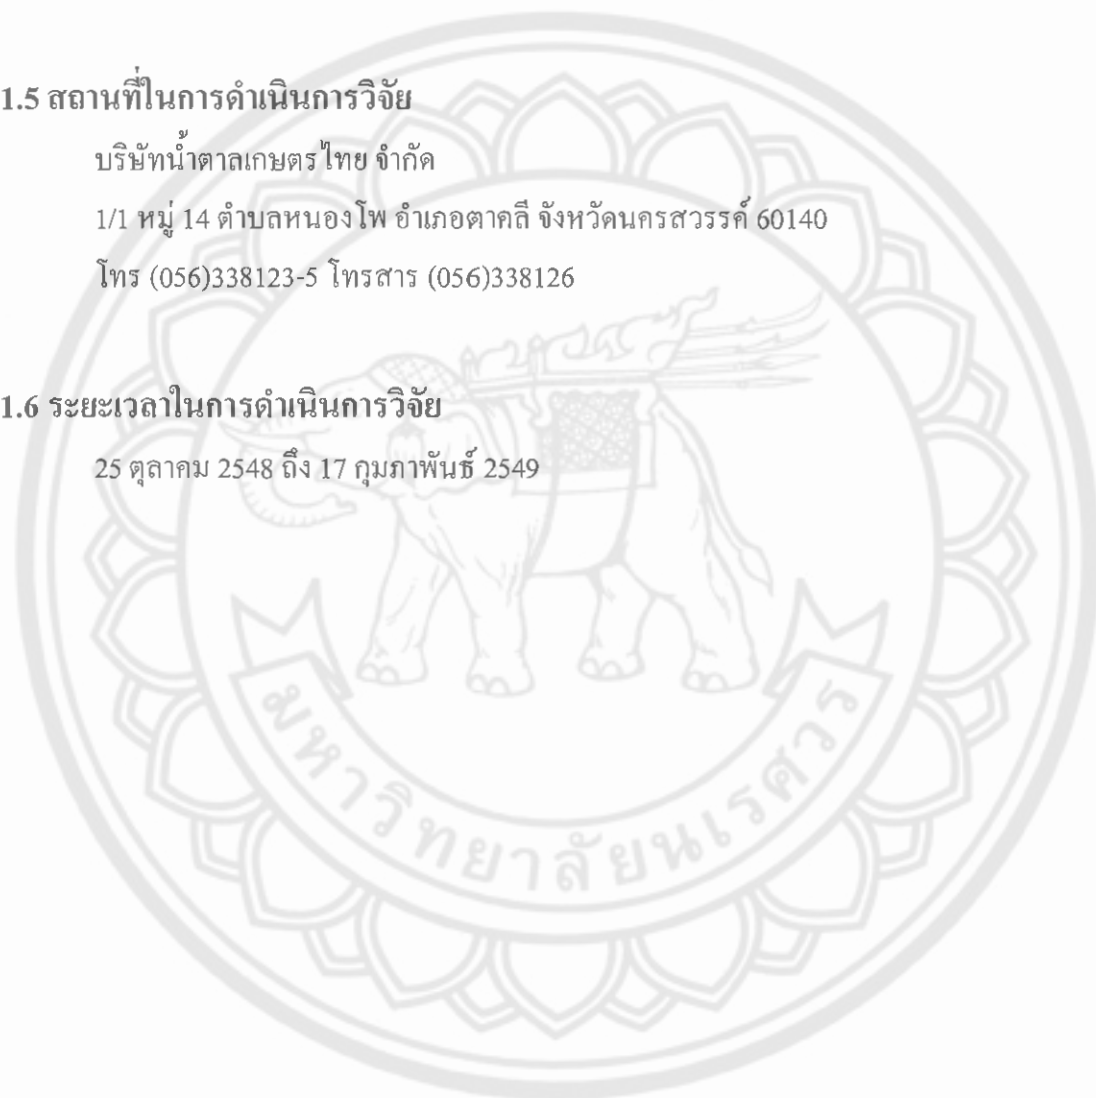 1.5 สถานที่ในการดำเนินการวิจัย
บริษัทน้ำตาลเกษตรไทย จำกัด
1/1 หมู่ 14 ตำบลหนองโพ อำเภอตาคลี จังหวัดนครสวรรค์ 60140
โทร (056)338123-5 โทรสาร (056)338126
1.6 ระยะเวลาในการดำเนินการวิจัย
25 ตุลาคม 2548 ถึง 17 กุมภาพันธ์ 2549
มหาวิทยาลัยนเรศวร